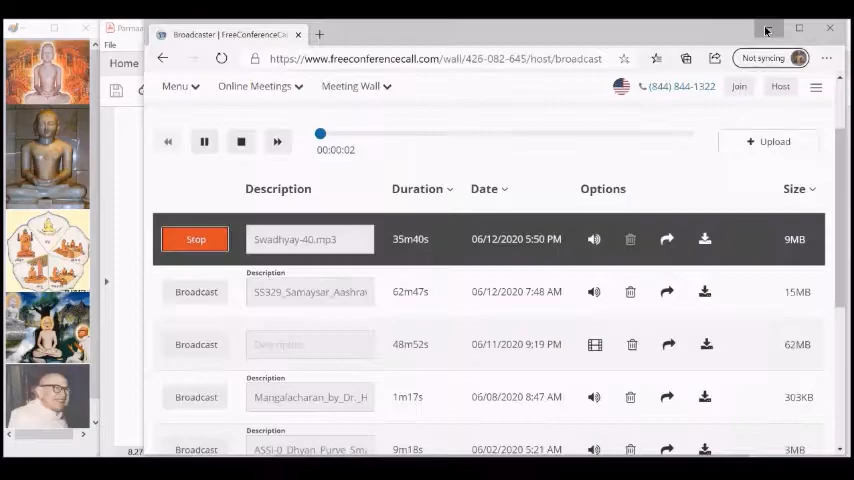 Broadcaster | FreeConferenceCal
https://www.freeconferencecall.com/wall/426-082-645/host/broadcast
Not syncing
File
Home
Menu
Online Meetings
Meeting Wall
(844) 844-1322
Join
Host
00:00:02
+ Upload
Description
Duration
Date
Options
Size
Stop
Swadhyay-40.mp3
35m40s
06/12/2020 5:50 PM
9MB
Description
Broadcast
SS329_Samaysar_Aashrav
62m47s
06/12/2020 7:48 AM
15MB
Broadcast
Description
48m52s
06/11/2020 9:19 PM
62MB
Description
Broadcast
Mangalacharan_by_Dr._H
1m17s
06/08/2020 8:47 AM
303KB
Description
Broadcast
ASSI-0_Dhyan_Purve_Sma
9m18s
06/02/2020 5:21 AM
3MB
8.27